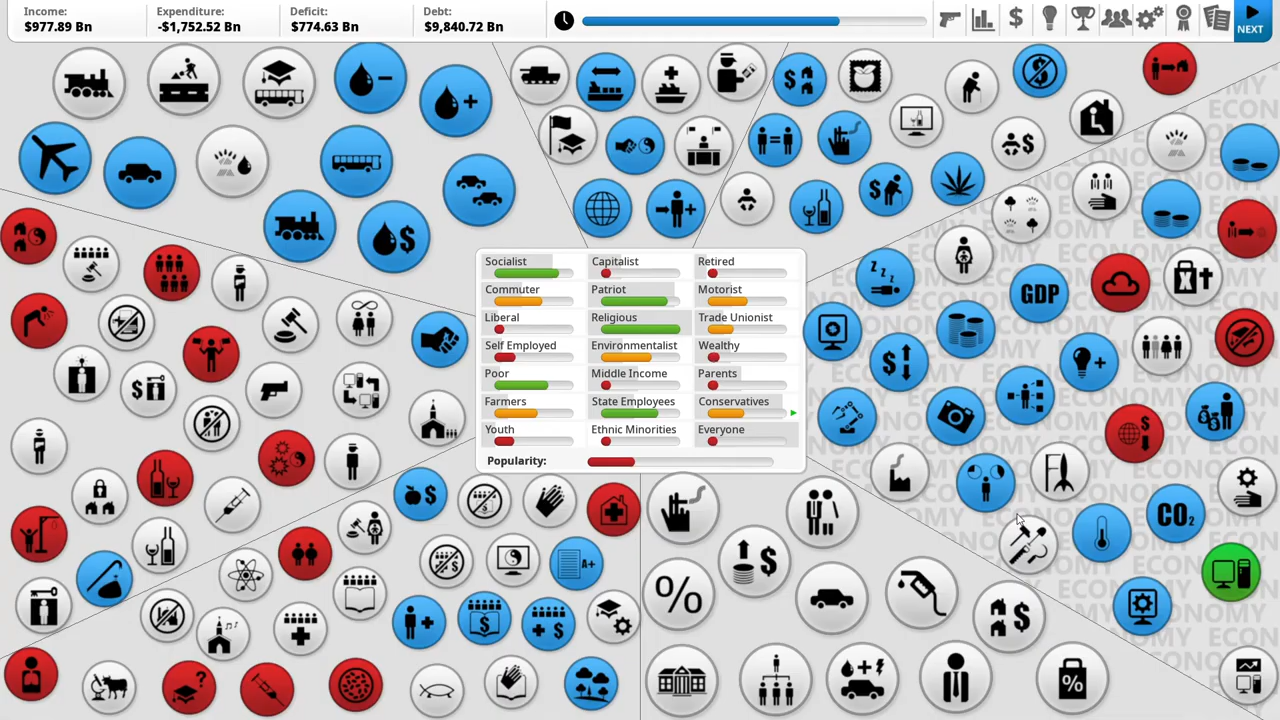 Income: Expenditure: Deficit: Debt:
$977.89 Bn -$1,752.52 Bn $774.63 Bn $9,840.72 Bn
NEXT
Socialist Capitalist Retired
Commuter Patriot Motorist
Liberal Religious Trade Unionist
Self Employed Environmentalist Wealthy
Poor Middle Income Parents
Farmers State Employees Conservatives
Youth Ethnic Minorities Everyone
Popularity:
GDP
CO2
A+
%
%
ECONOMY